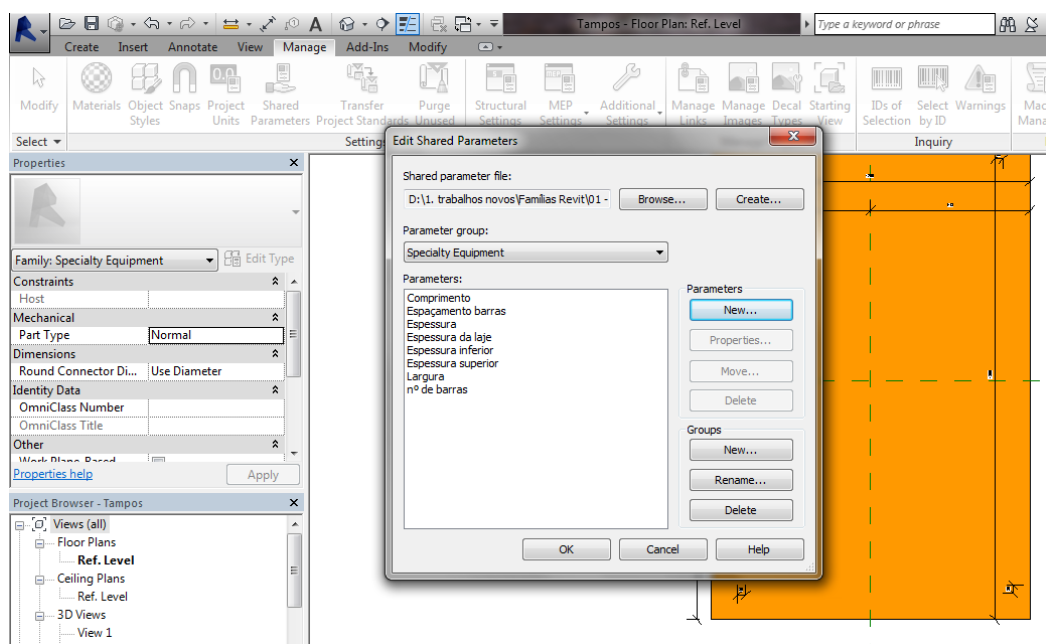 Tampos - Floor Plan: Ref. Level
Type a keyword or phrase
Create Insert Annotate View Manage Add-Ins Modify
Modify
Materials
Object Styles
Snaps
Project Units
Shared Parameters
Transfer Project Standards
Purge Unused
Structural Settings
MEP Settings
Additional Settings
Manage Links
Manage Images
Decal Types
Starting View
IDs of Selection
Select by ID
Warnings
Select
Inquiry
Edit Shared Parameters
Shared parameter file:
D:\1. trabalhos novos\Famílias Revit\01 -
Browse...
Create...
Parameter group:
Specialty Equipment
Parameters:
Comprimento
Espaçamento barras
Espessura
Espessura da laje
Espessura inferior
Espessura superior
Largura
nº de barras
Parameters
New...
Properties...
Move...
Delete
Groups
New...
Rename...
Delete
OK
Cancel
Help
Properties
Family: Specialty Equipment
Edit Type
Constraints
Host
Mechanical
Part Type Normal
Dimensions
Round Connector Di... Use Diameter
Identity Data
OmniClass Number
OmniClass Title
Other
Properties help
Apply
Project Browser - Tampos
Views (all)
Floor Plans
Ref. Level
Ceiling Plans
Ref. Level
3D Views
View 1